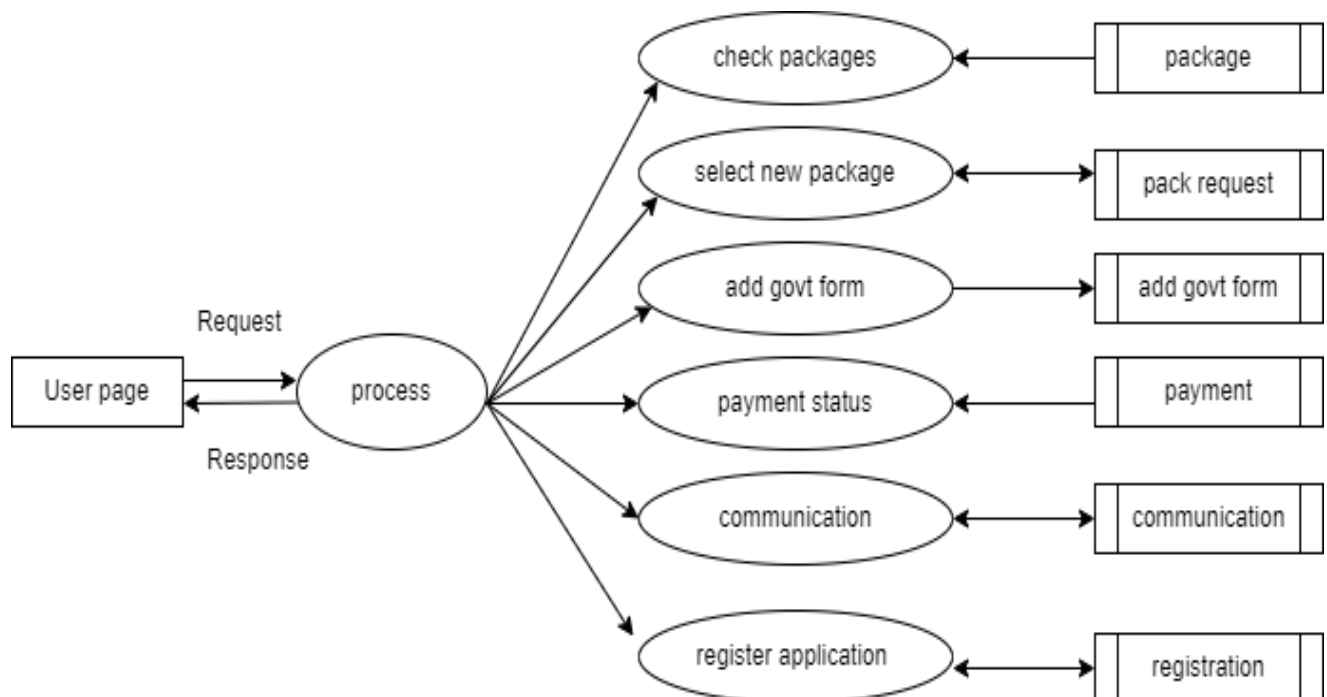 check packages
package
select new package
pack request
add govt form
add govt form
Request
User page
process
payment status
payment
Response
communication
communication
register application
registration